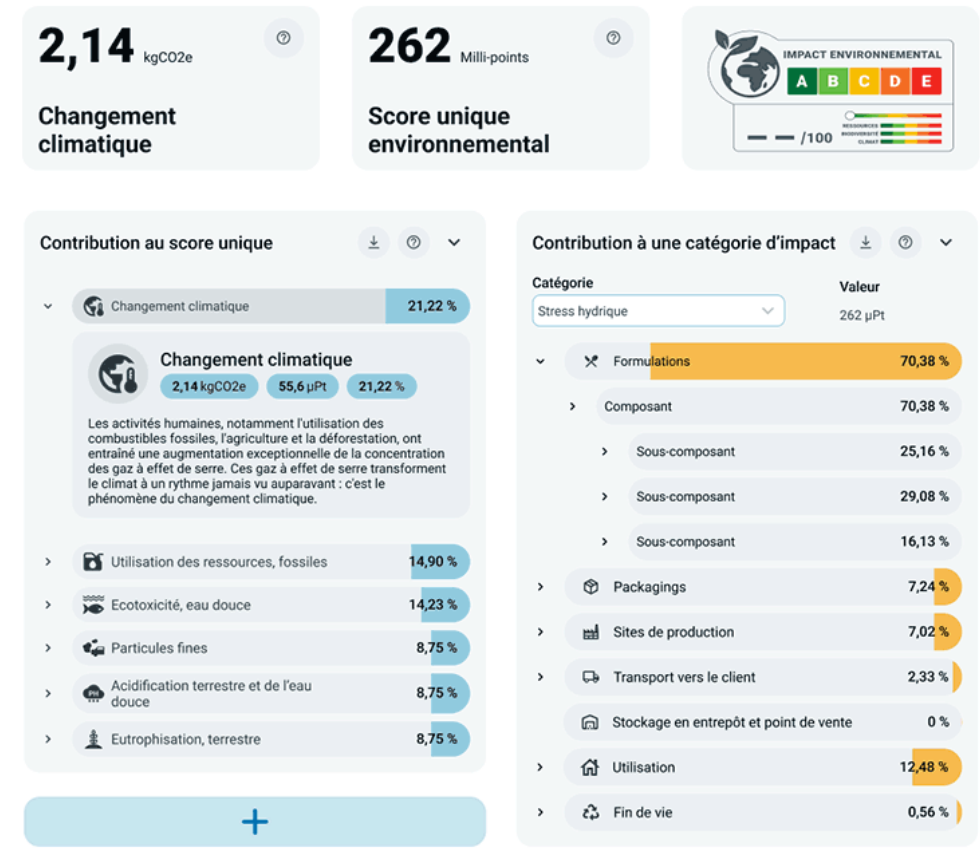 2,14 kgCO2e
Changement
climatique
262 Milli-points
Score unique
environnemental
IMPACT ENVIRONNEMENTAL
A B C D E
/100
RESSOURCES
BIODIVERSITÉ
CLIMAT
Contribution au score unique
Changement climatique 21,22 %
Changement climatique
2,14 kgCO2e 55,6 µPt 21,22 %
Les activités humaines, notamment l'utilisation des
combustibles fossiles, l'agriculture et la déforestation, ont
entraîné une augmentation exceptionnelle de la concentration
des gaz à effet de serre. Ces gaz à effet de serre transforment
le climat à un rythme jamais vu auparavant : c'est le
phénomène du changement climatique.
Utilisation des ressources, fossiles 14,90 %
Ecotoxicité, eau douce 14,23 %
Particules fines 8,75 %
PH
Acidification terrestre et de l'eau
douce 8,75 %
Eutrophisation, terrestre 8,75 %
Contribution à une catégorie d'impact
Catégorie Valeur
Stress hydrique 262 µPt
Formulations 70,38 %
Composant 70,38 %
Sous-composant 25,16 %
Sous-composant 29,08 %
Sous-composant 16,13 %
Packagings 7,24 %
Sites de production 7,02 %
Transport vers le client 2,33 %
Stockage en entrepôt et point de vente 0 %
Utilisation 12,48 %
Fin de vie 0,56 %